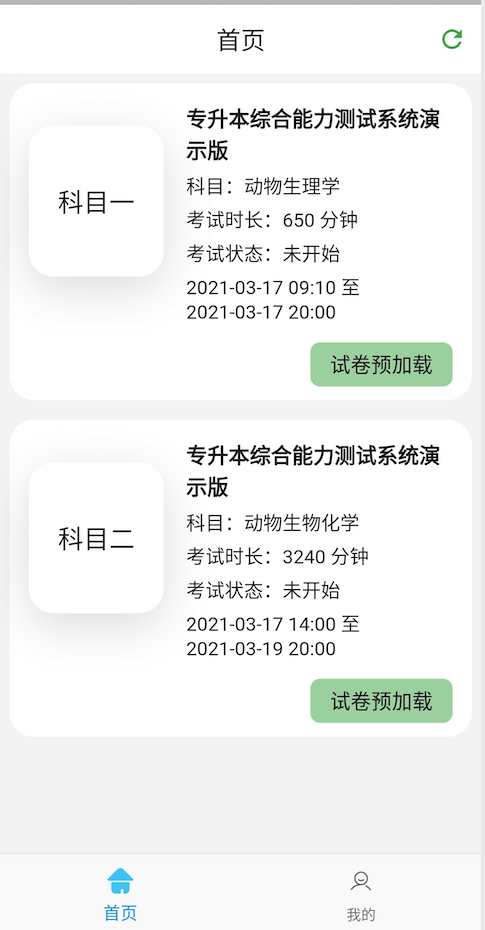 首页
科目一
专升本综合能力测试系统演
示版
科目：动物生理学
考试时长：650 分钟
考试状态：未开始
2021-03-17 09:10 至
2021-03-17 20:00
试卷预加载
科目二
专升本综合能力测试系统演
示版
科目：动物生物化学
考试时长：3240 分钟
考试状态：未开始
2021-03-17 14:00 至
2021-03-19 20:00
试卷预加载
首页
我的